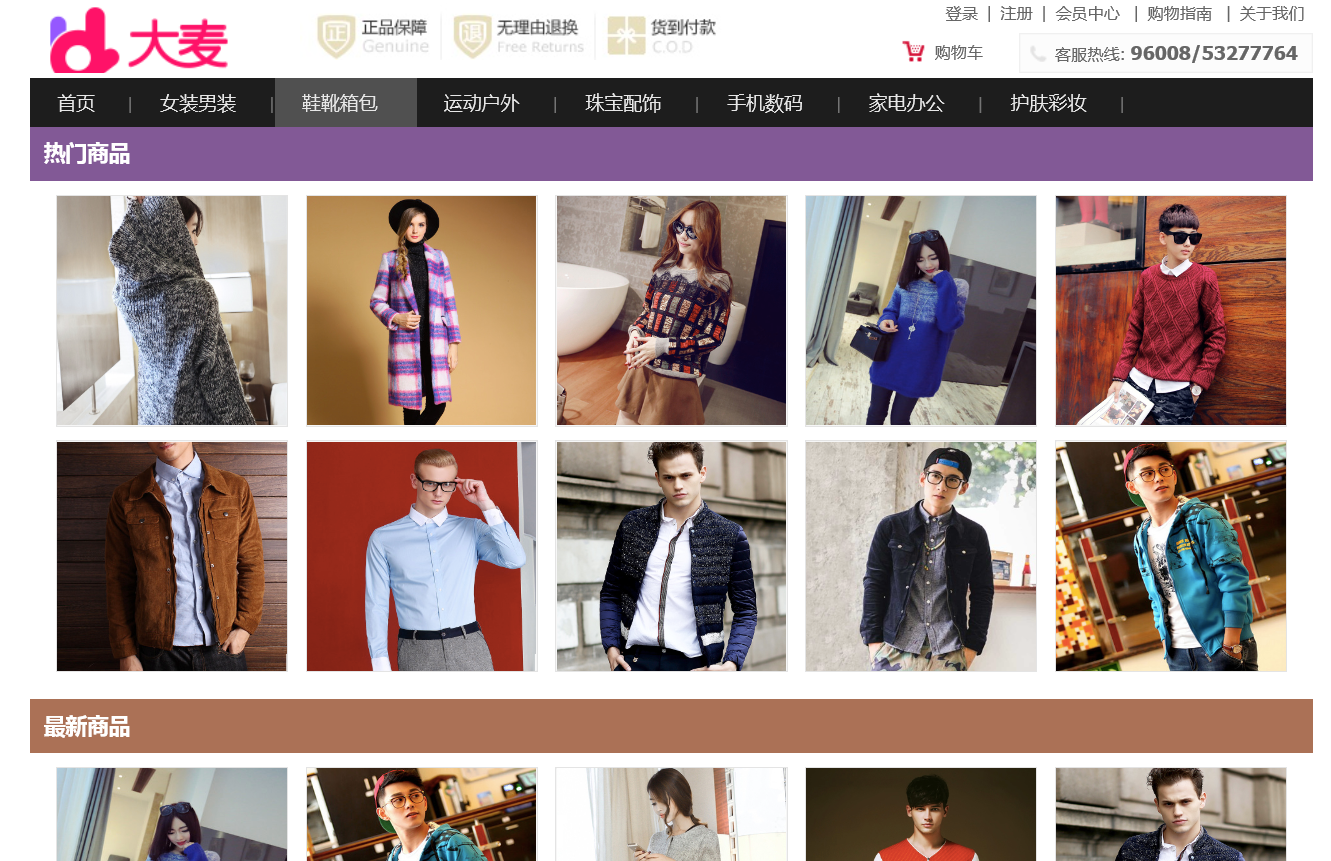 大麦
正品保障
Genuine
无理由退换
Free Returns
货到付款
C.O.D
登录 | 注册 | 会员中心 | 购物指南 | 关于我们
购物车
客服热线: 96008/53277764
首页 | 女装男装 | 鞋靴箱包 运动户外 | 珠宝配饰 | 手机数码 | 家电办公 | 护肤彩妆 |
热门商品
最新商品